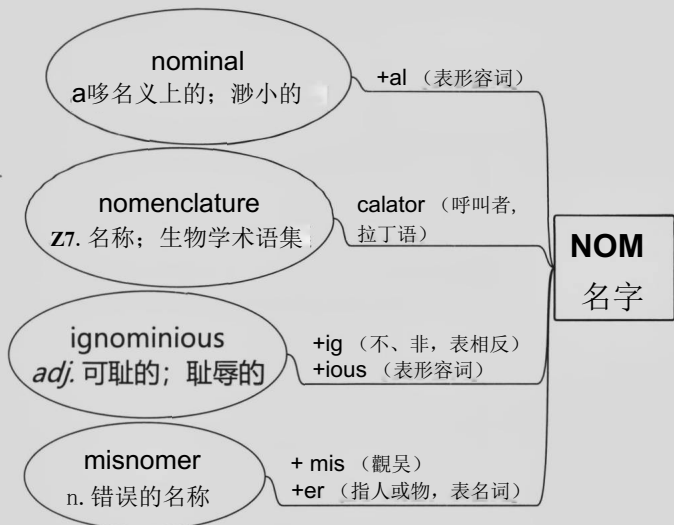 nominal
a哆名义上的；渺小的
+al （表形容词）
nomenclature
Z7. 名称；生物学术语集
calator （呼叫者,
拉丁语）
NOM
名字
ignominious
adj. 可耻的；耻辱的
+ig （不、非，表相反）
+ious （表形容词）
misnomer
n. 错误的名称
+ mis （觀吴）
+er （指人或物，表名词）